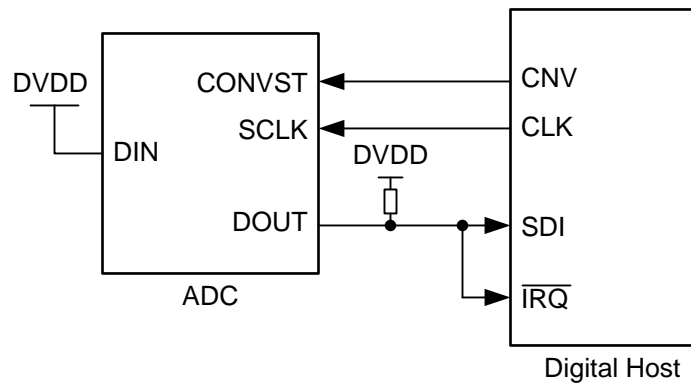 DVDD
CONVST
CNV
SCLK
CLK
DIN
DVDD
DOUT
SDI
IRQ
ADC
Digital Host